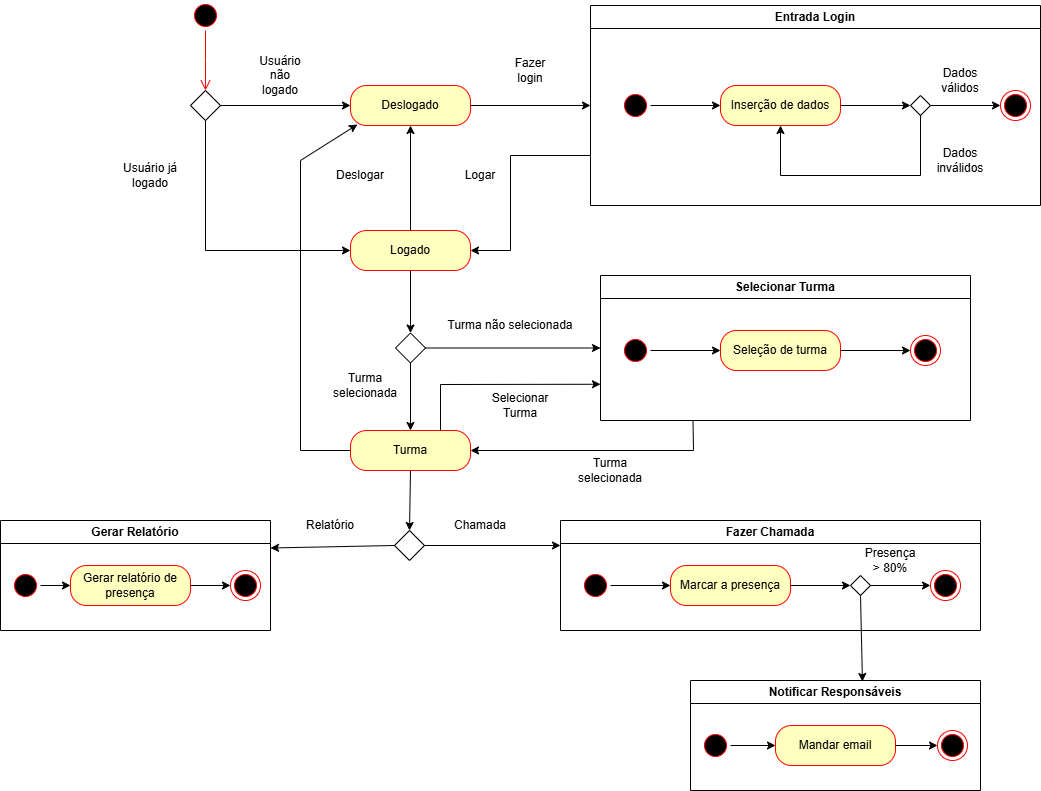 Entrada Login
Usuário
não
logado
Fazer
login
Dados
válidos
Deslogado
Inserção de dados
Dados
inválidos
Usuário já
logado
Deslogar
Logar
Logado
Selecionar Turma
Turma não selecionada
Seleção de turma
Turma
selecionada
Selecionar
Turma
Turma
Turma
selecionada
Relatório
Chamada
Gerar Relatório
Fazer Chamada
Presença
> 80%
Gerar relatório de
presença
Marcar a presença
Notificar Responsáveis
Mandar email